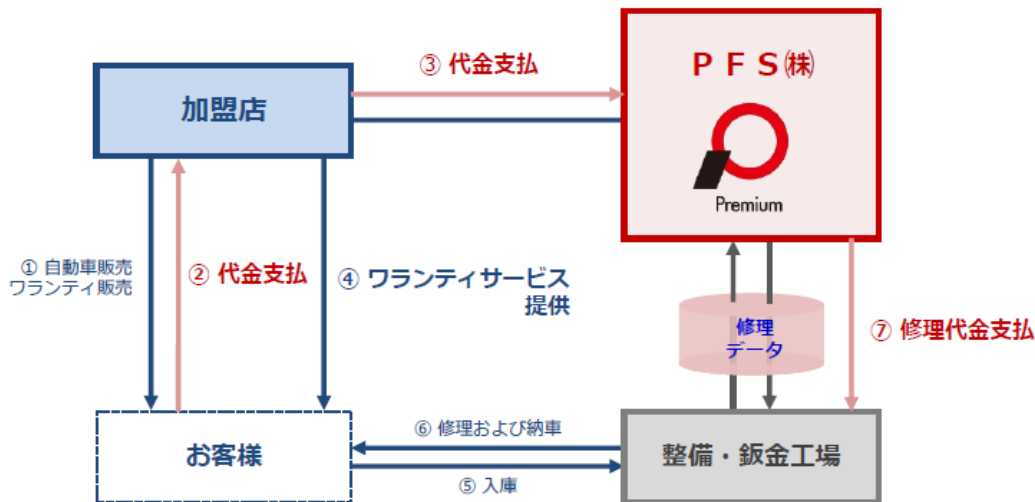 ③ 代金支払
PFS㈱
加盟店
Premium
① 自動車販売
ワランティ販売
② 代金支払
④ ワランティサービス
提供
修理
データ
⑦ 修理代金支払
⑥ 修理および納車
お客様
整備・鈑金工場
⑤ 入庫